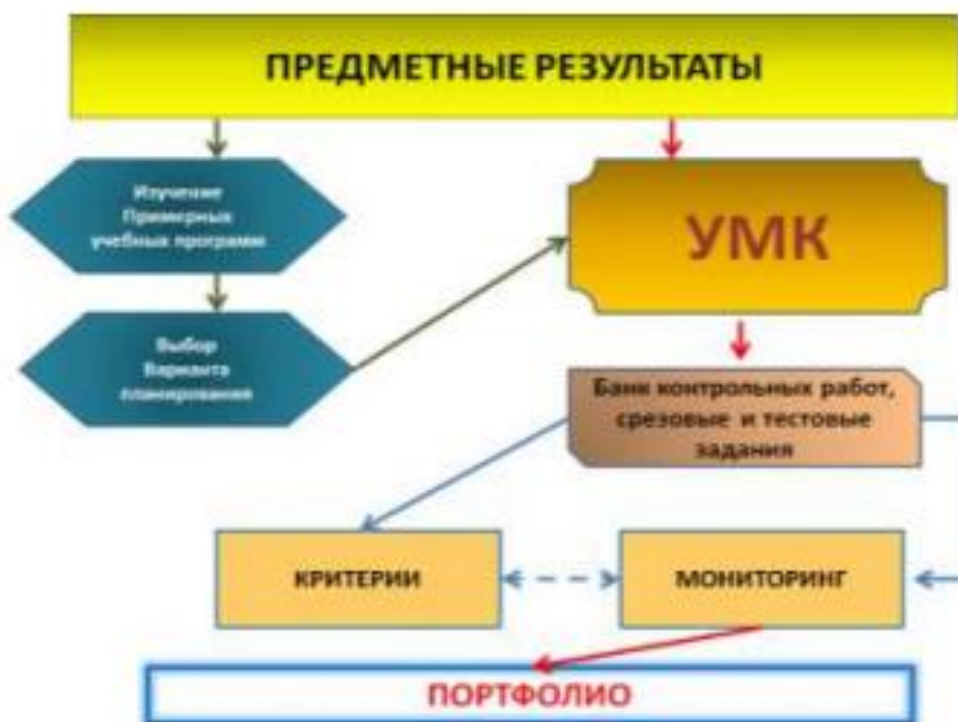 ПРЕДМЕТНЫЕ РЕЗУЛЬТАТЫ
Изучение
Примерных
учебных программ
УМК
Выбор
Варианта
планирования
Банк контрольных работ,
срезовые и тестовые
задания
КРИТЕРИИ
МОНИТОРИНГ
ПОРТФОЛИО